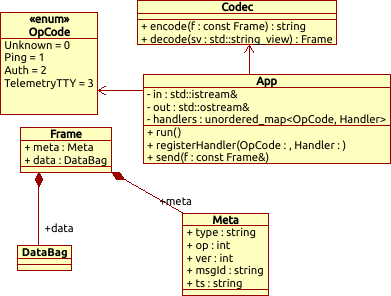 «enum»
OpCode
Unknown = 0
Ping = 1
Auth = 2
TelemetryTTY = 3
Codec
+ encode(f : const Frame) : string
+ decode(sv : std::string_view) : Frame
App
- in : std::istream&
- out : std::ostream&
- handlers : unordered_map<OpCode, Handler>
+ run()
+ registerHandler(OpCode : , Handler : )
+ send(f : const Frame&)
Frame
+ meta : Meta
+ data : DataBag
+meta
+data
Meta
+ type : string
+ op : int
+ ver : int
+ msgId : string
+ ts : string
DataBag